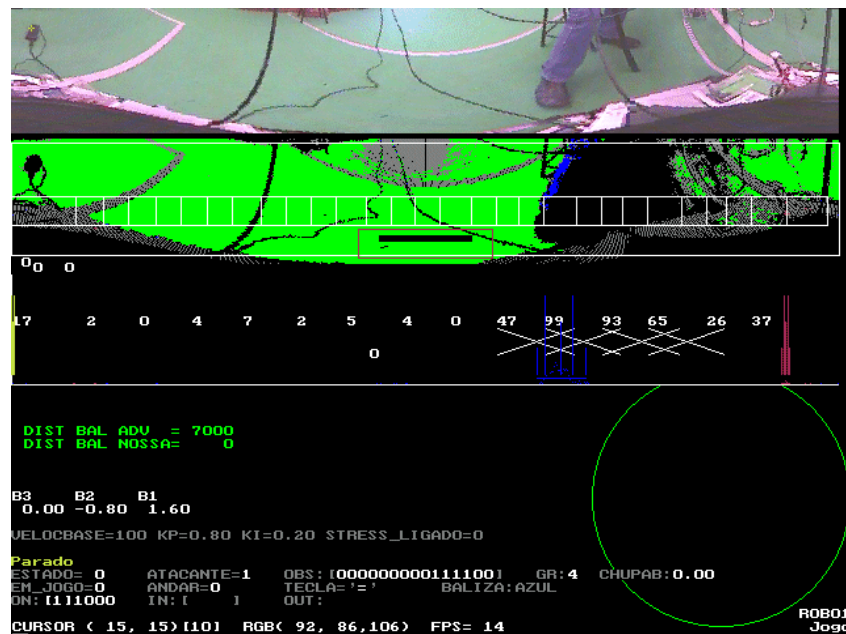 0 0 0
17 2 0 4 7 2 5 4 0 47 99 93 65 26 37
0
DIST BAL ADV = 7000
DIST BAL NOSSA= 0
B3 B2 B1
0.00 -0.80 1.60
VELOCBASE=100 KP=0.80 KI=0.20 STRESS_LIGADO=0
Parado
ESTADO= 0 ATACANTE=1 OBS:[000000000111100] GR:4 CHUPAB:0.00
EM_JOGO=0 ANDAR=0 TECLA='=' BALIZA:AZUL
ON:[1]1000 IN:[ ] OUT:
ROBO1
CURSOR ( 15, 15)[10] RGB( 92, 86,106) FPS= 14 Jogo